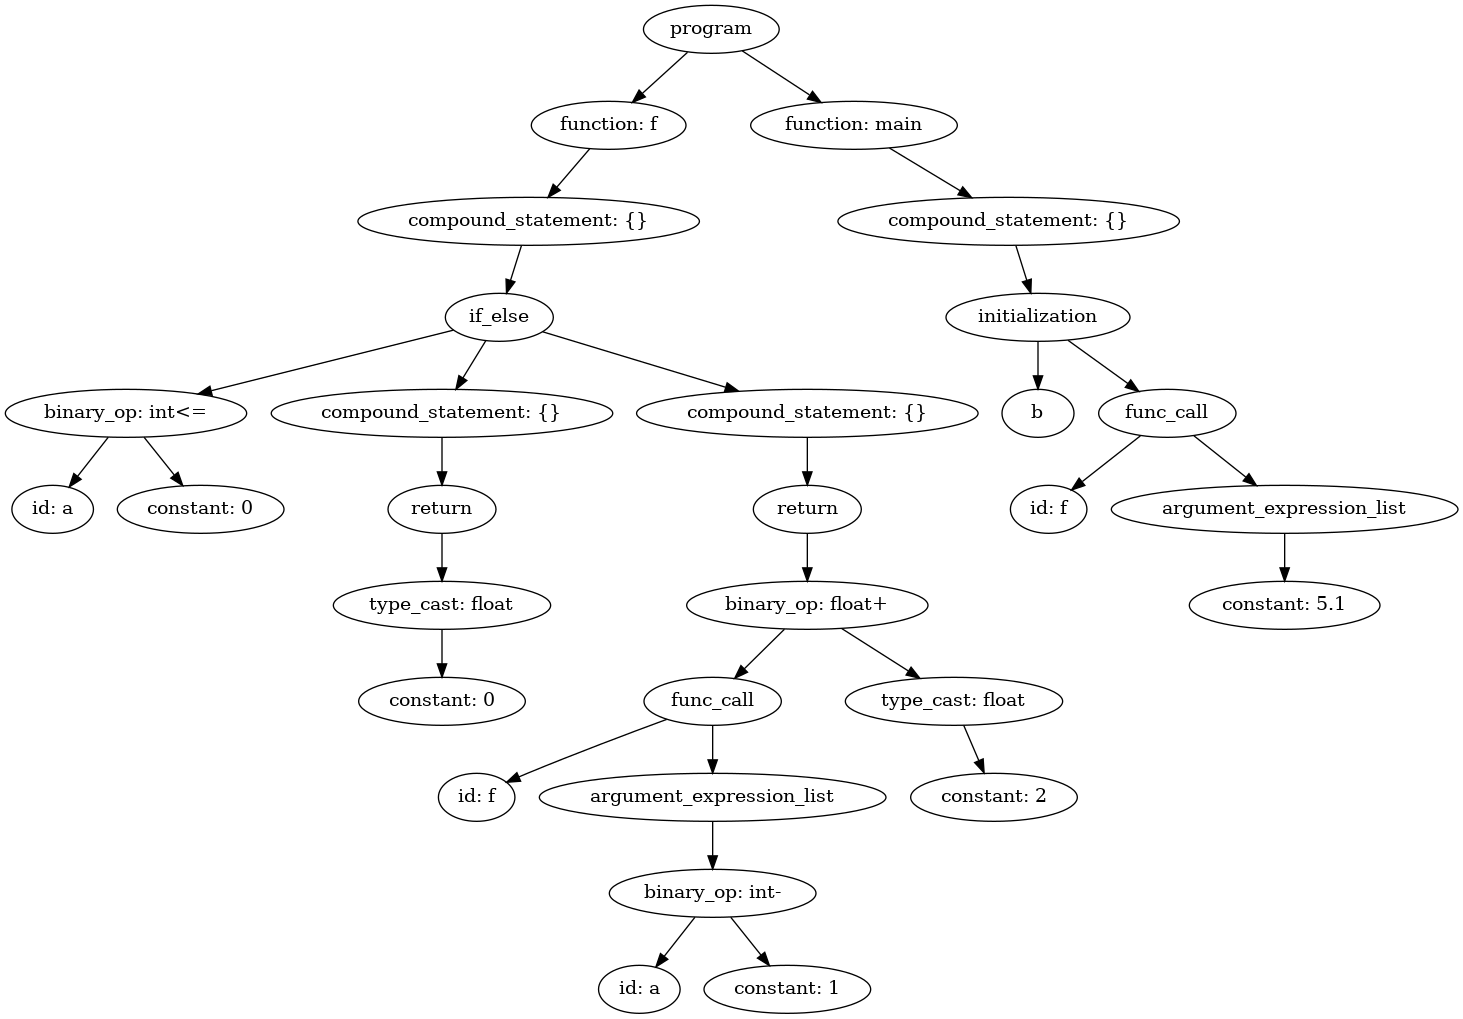 program
function: f
function: main
compound_statement: {}
compound_statement: {}
if_else
initialization
binary_op: int<=
compound_statement: {}
compound_statement: {}
b
func_call
id: a
constant: 0
return
return
id: f
argument_expression_list
type_cast: float
binary_op: float+
constant: 5.1
constant: 0
func_call
type_cast: float
id: f
argument_expression_list
constant: 2
binary_op: int-
id: a
constant: 1